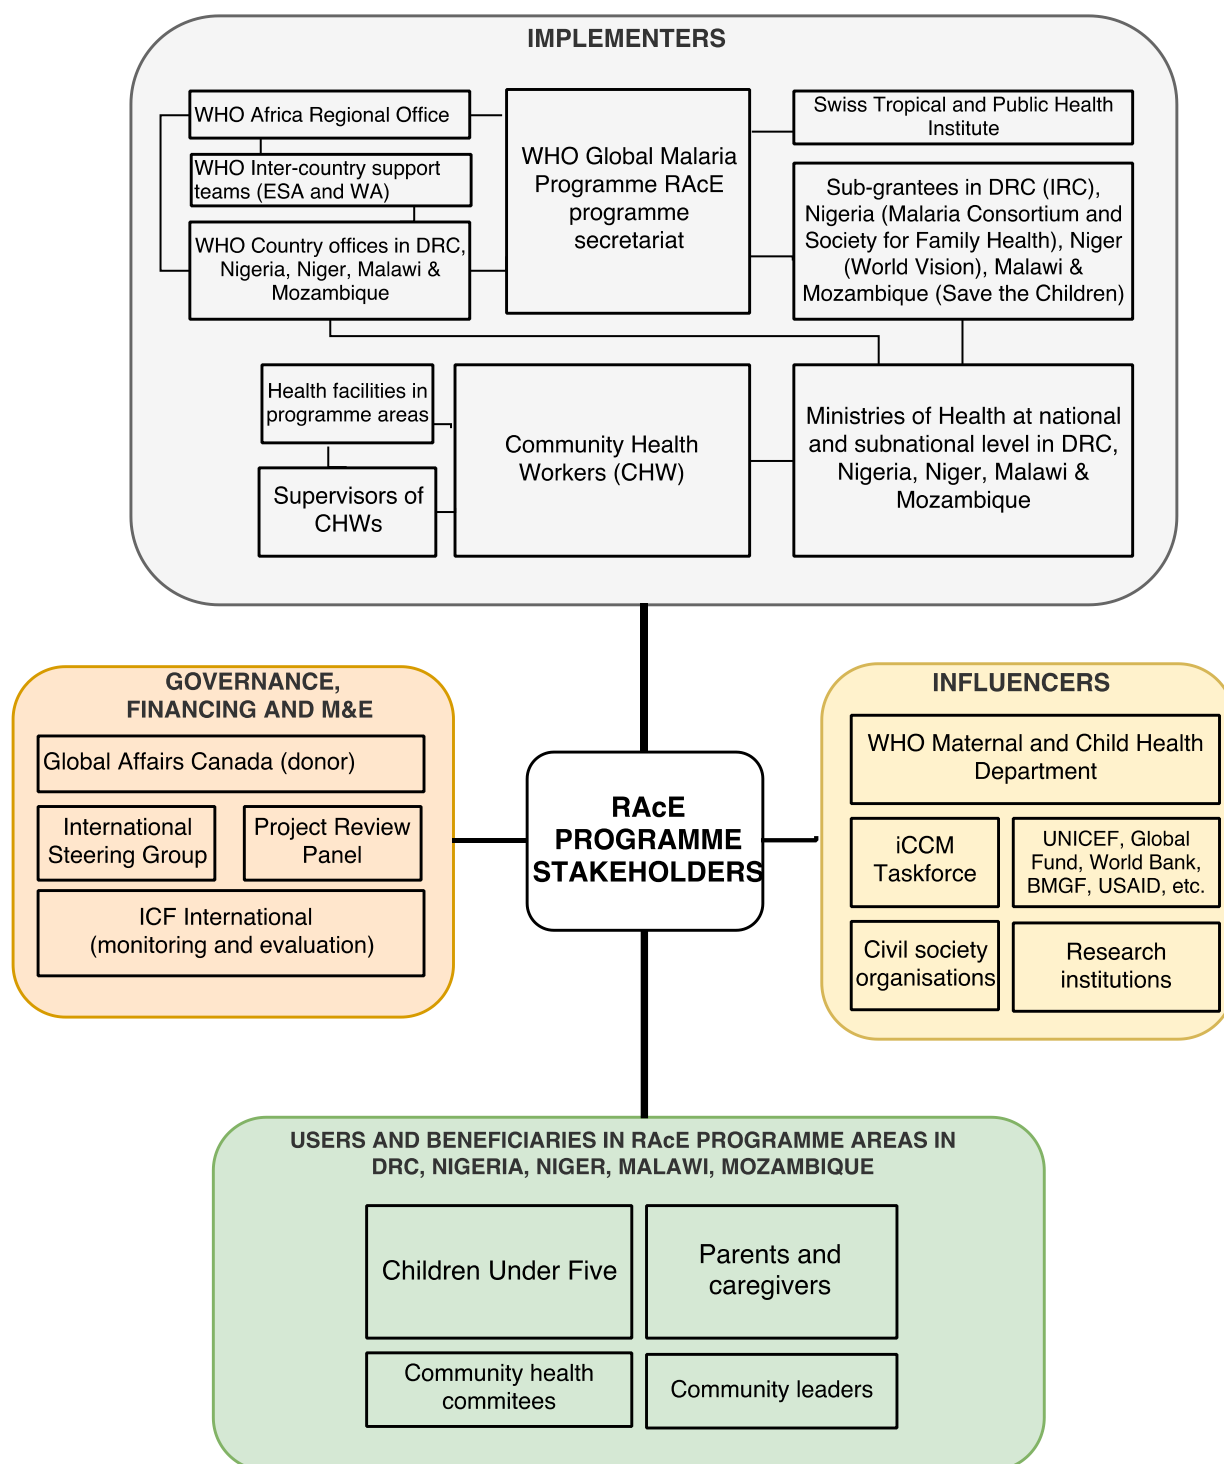 IMPLEMENTERS
WHO Africa Regional Office
WHO Inter-country support
teams (ESA and WA)
WHO Country offices in DRC,
Nigeria, Niger, Malawi &
Mozambique
WHO Global Malaria
Programme RAcE
programme
secretariat
Swiss Tropical and Public Health
Institute
Sub-grantees in DRC (IRC),
Nigeria (Malaria Consortium and
Society for Family Health), Niger
(World Vision), Malawi &
Mozambique (Save the Children)
Health facilities in
programme areas
Supervisors of
CHWs
Community Health
Workers (CHW)
Ministries of Health at national
and subnational level in DRC,
Nigeria, Niger, Malawi &
Mozambique
GOVERNANCE,
FINANCING AND M&E
Global Affairs Canada (donor)
International
Steering Group
Project Review
Panel
ICF International
(monitoring and evaluation)
RAcE
PROGRAMME
STAKEHOLDERS
INFLUENCERS
WHO Maternal and Child Health
Department
iCCM
Taskforce
UNICEF, Global
Fund, World Bank,
BMGF, USAID, etc.
Civil society
organisations
Research
institutions
USERS AND BENEFICIARIES IN RAcE PROGRAMME AREAS IN
DRC, NIGERIA, NIGER, MALAWI, MOZAMBIQUE
Children Under Five
Parents and
caregivers
Community health
commitees
Community leaders